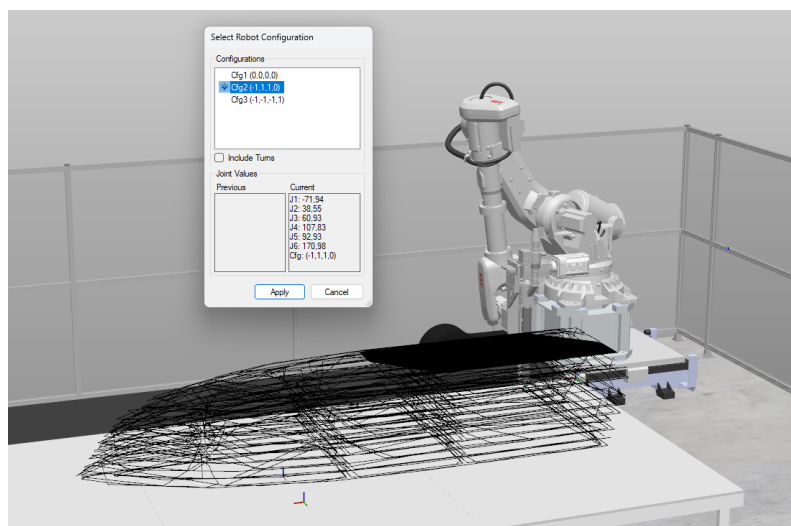 Select Robot Configuration
Configurations
Cfg1 (0,0,0,0)
Cfg2 (-1,1,1,0)
Cfg3 (-1,-1,-1,1)
Include Turns
Joint Values
Previous
Current
J1: -71,94
J2: 38,55
J3: 60,93
J4: 107,83
J5: 92,93
J6: 170,98
Cfg: (-1,1,1,0)
Apply
Cancel
ABB